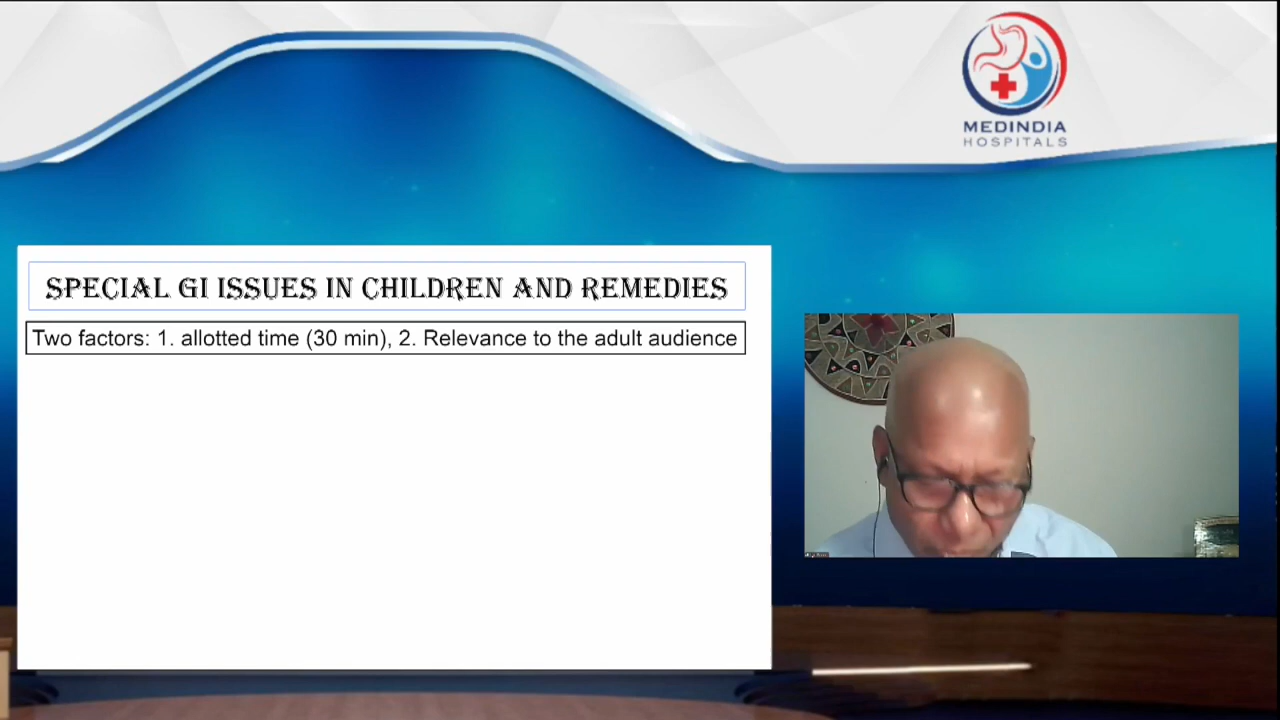 MEDINDIA
HOSPITALS
SPECIAL GI ISSUES IN CHILDREN AND REMEDIES
Two factors: 1. allotted time (30 min), 2. Relevance to the adult audience